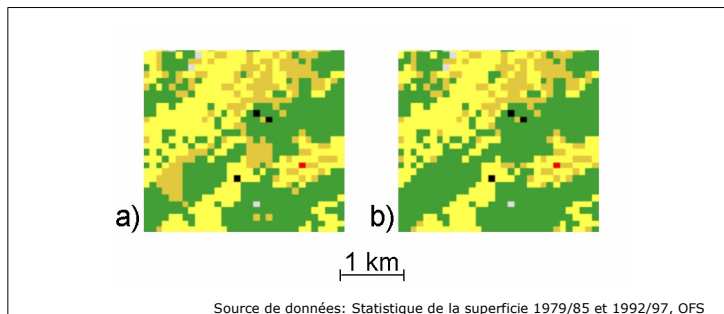 a) b)
1 km
Source de données: Statistique de la superficie 1979/85 et 1992/97, OFS